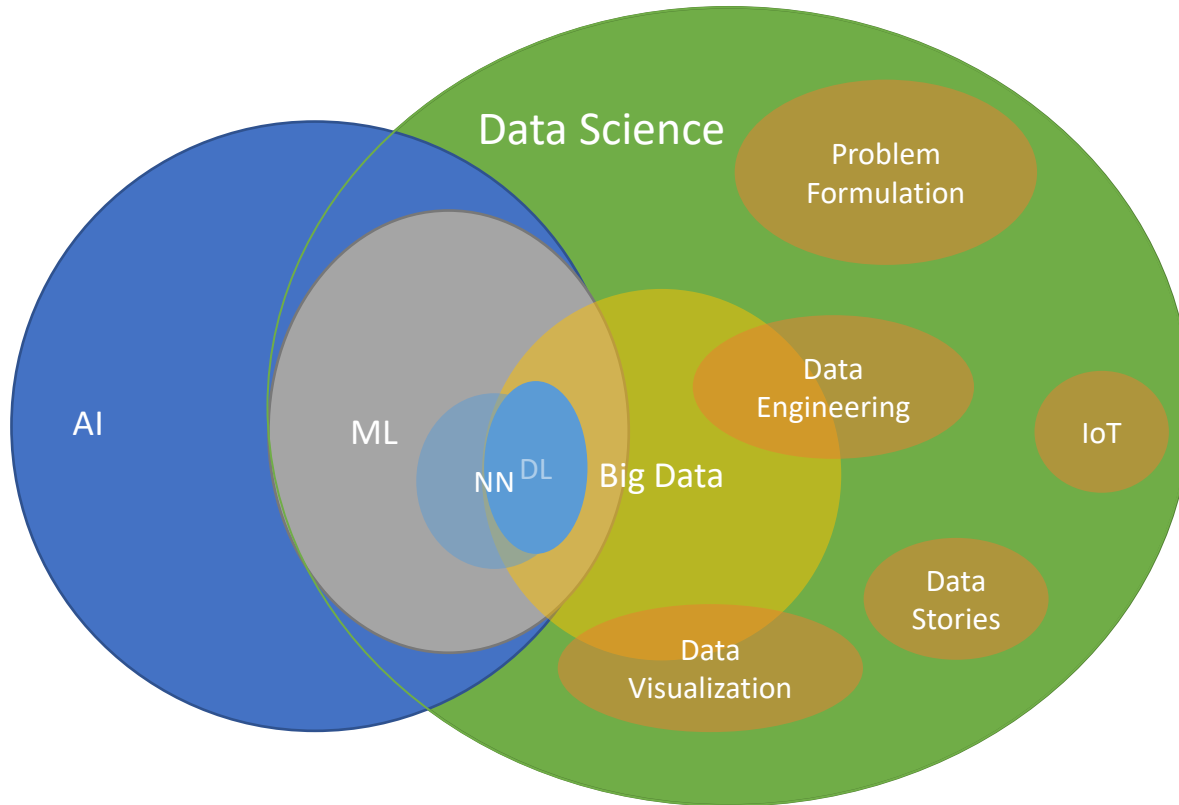 Data Science
Problem
Formulation
AI
ML
NN
DL
Big Data
Data
Engineering
IoT
Data
Stories
Data
Visualization